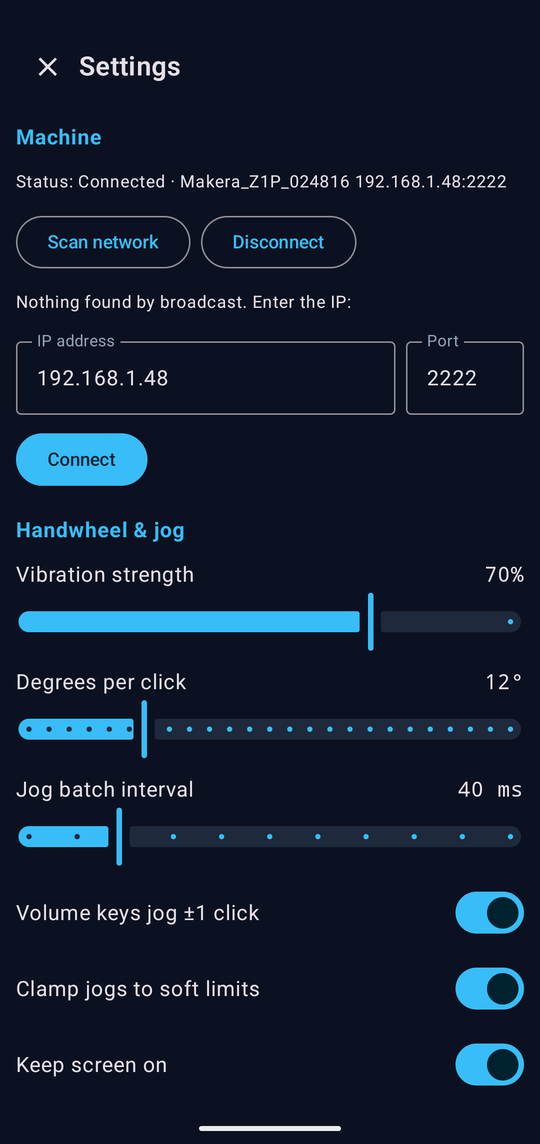 Settings
Machine
Status: Connected · Makera_Z1P_024816 192.168.1.48:2222
Scan network
Disconnect
Nothing found by broadcast. Enter the IP:
IP address
Port
192.168.1.48
2222
Connect
Handwheel & jog
Vibration strength
70%
Degrees per click
12°
Jog batch interval
40 ms
Volume keys jog ±1 click
Clamp jogs to soft limits
Keep screen on